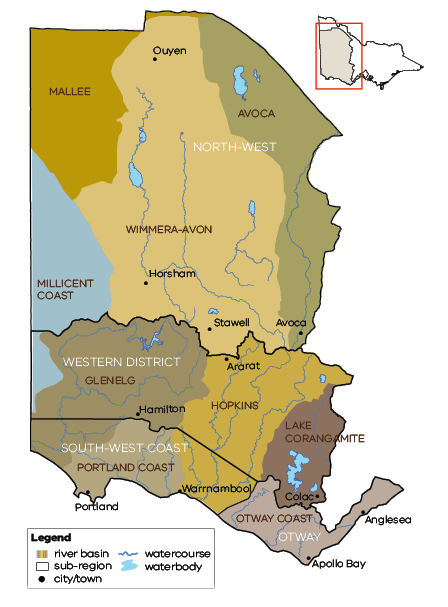 Ouyen
MALLEE
AVOCA
NORTH-WEST
WIMMERA-AVON
Horsham
MILLICENT
COAST
Stawell
Avoca
WESTERN DISTRICT
Ararat
GLENELG
Hamilton
HOPKINS
LAKE
CORANGAMITE
SOUTH-WEST COAST
PORTLAND COAST
Warrnambool
Colac
Portland
OTWAY COAST
Anglesea
OTWAY
Apollo Bay
Legend
river basin
watercourse
sub-region
waterbody
city/town